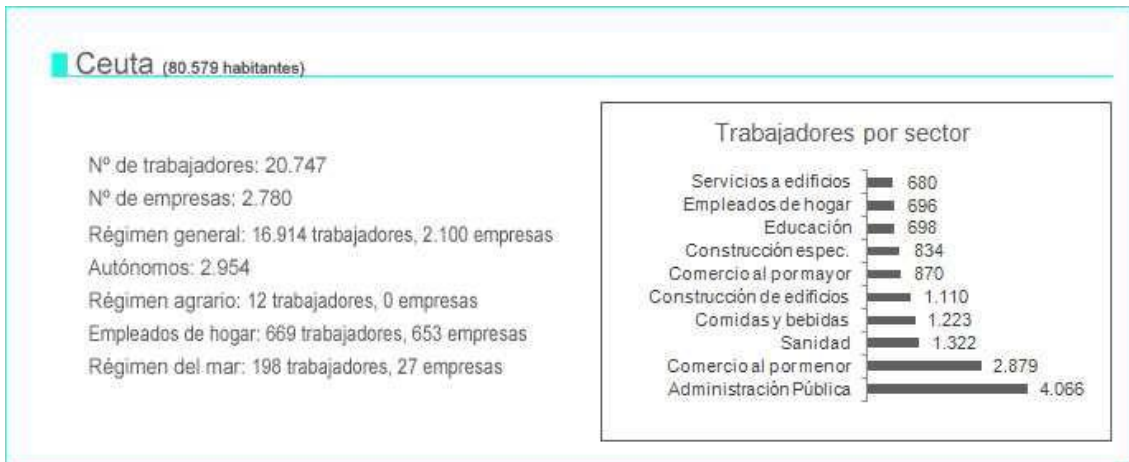 Ceuta (80.579 habitantes)
Nº de trabajadores: 20.747
Nº de empresas: 2.780
Régimen general: 16.914 trabajadores, 2.100 empresas
Autónomos: 2.954
Régimen agrario: 12 trabajadores, 0 empresas
Empleados de hogar: 669 trabajadores, 653 empresas
Régimen del mar: 198 trabajadores, 27 empresas
Trabajadores por sector
Servicios a edificios 680
Empleados de hogar 696
Educación 698
Construcción espec. 834
Comercio al por mayor 870
Construcción de edificios 1.110
Comidas y bebidas 1.223
Sanidad 1.322
Comercio al por menor 2.879
Administración Pública 4.066